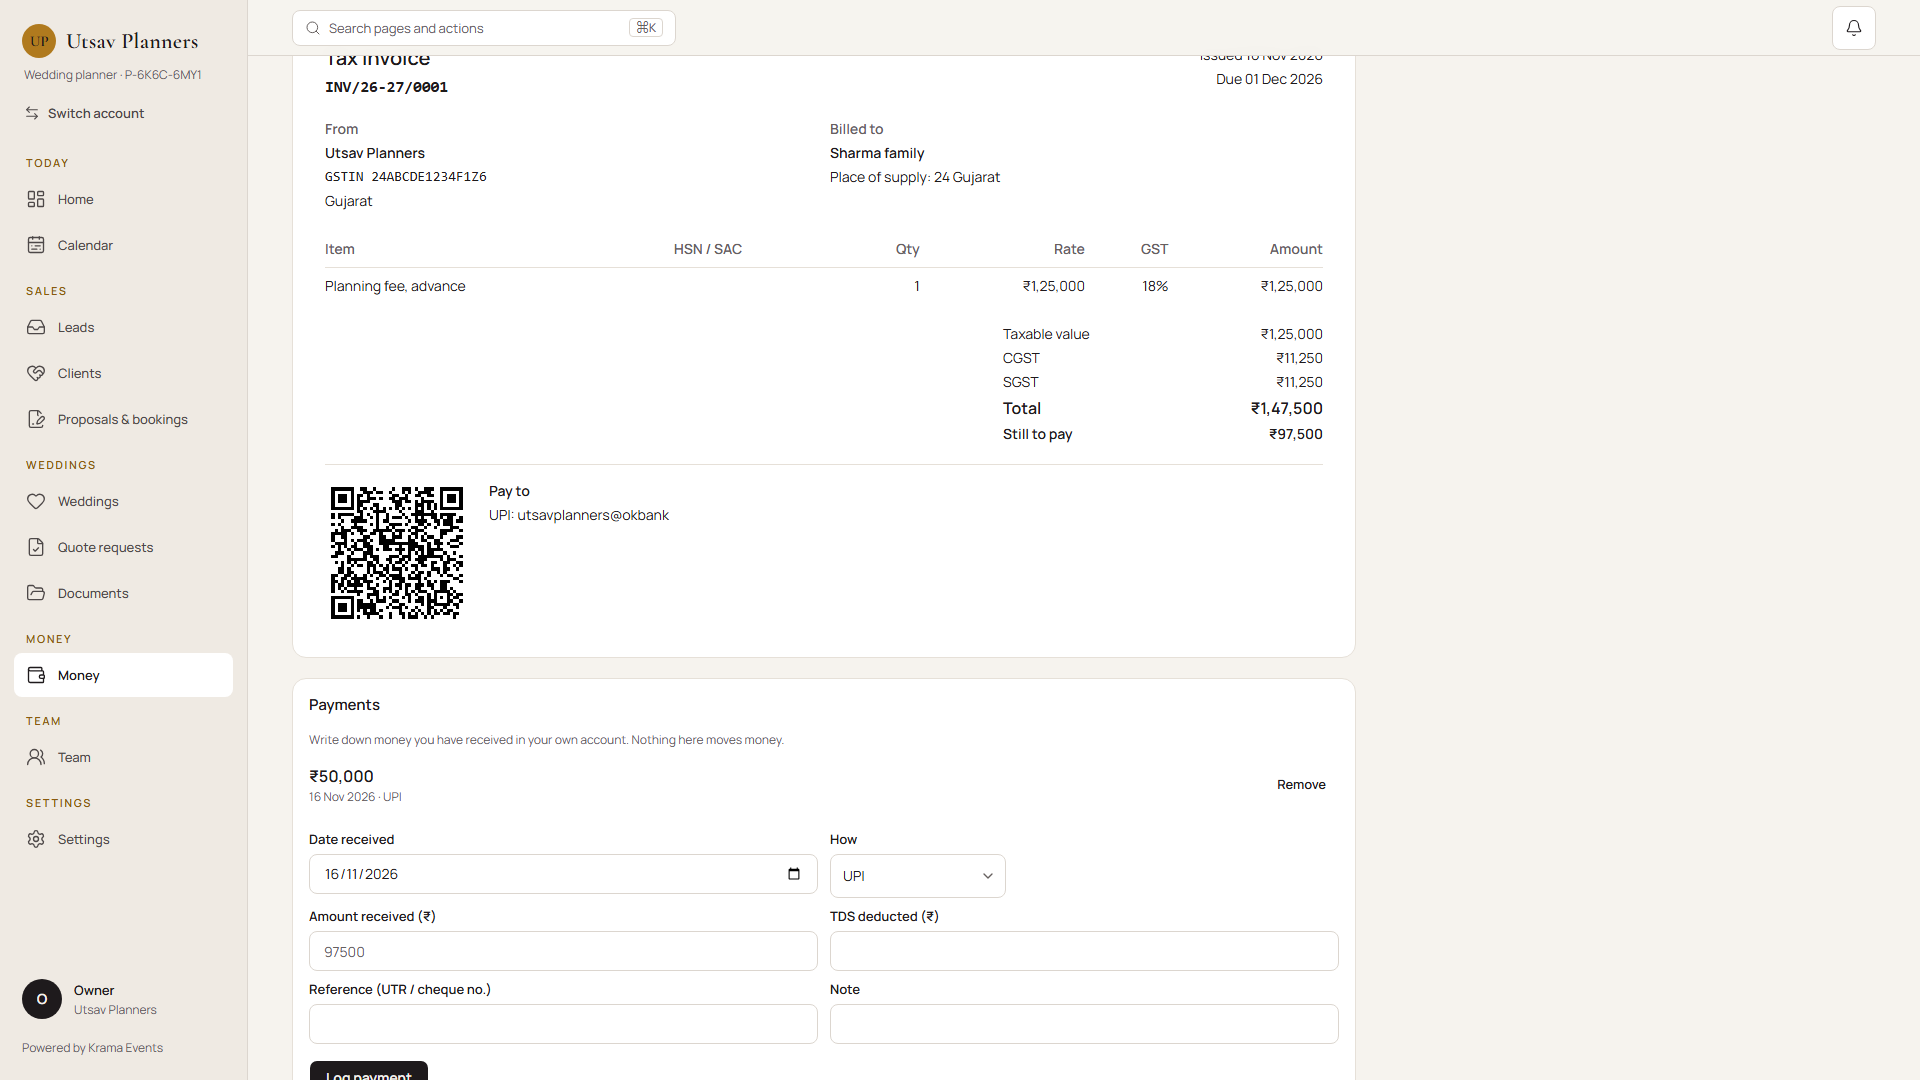 UP Utsav Planners
Wedding planner · P-6K6C-6MY1
Switch account
TODAY
Home
Calendar
SALES
Leads
Clients
Proposals & bookings
WEDDINGS
Weddings
Quote requests
Documents
MONEY
Money
TEAM
Team
SETTINGS
Settings
O Owner
Utsav Planners
Powered by Krama Events
Search pages and actions ⌘K
Tax invoice Issued 16 Nov 2026
INV/26-27/0001 Due 01 Dec 2026
From Billed to
Utsav Planners Sharma family
GSTIN 24ABCDE1234F1Z6 Place of supply: 24 Gujarat
Gujarat
Item HSN / SAC Qty Rate GST Amount
Planning fee, advance 1 ₹1,25,000 18% ₹1,25,000
Taxable value ₹1,25,000
CGST ₹11,250
SGST ₹11,250
Total ₹1,47,500
Still to pay ₹97,500
Pay to
UPI: utsavplanners@okbank
Payments
Write down money you have received in your own account. Nothing here moves money.
₹50,000
16 Nov 2026 · UPI Remove
Date received How
16/11/2026 UPI
Amount received (₹) TDS deducted (₹)
97500
Reference (UTR / cheque no.) Note
Log payment